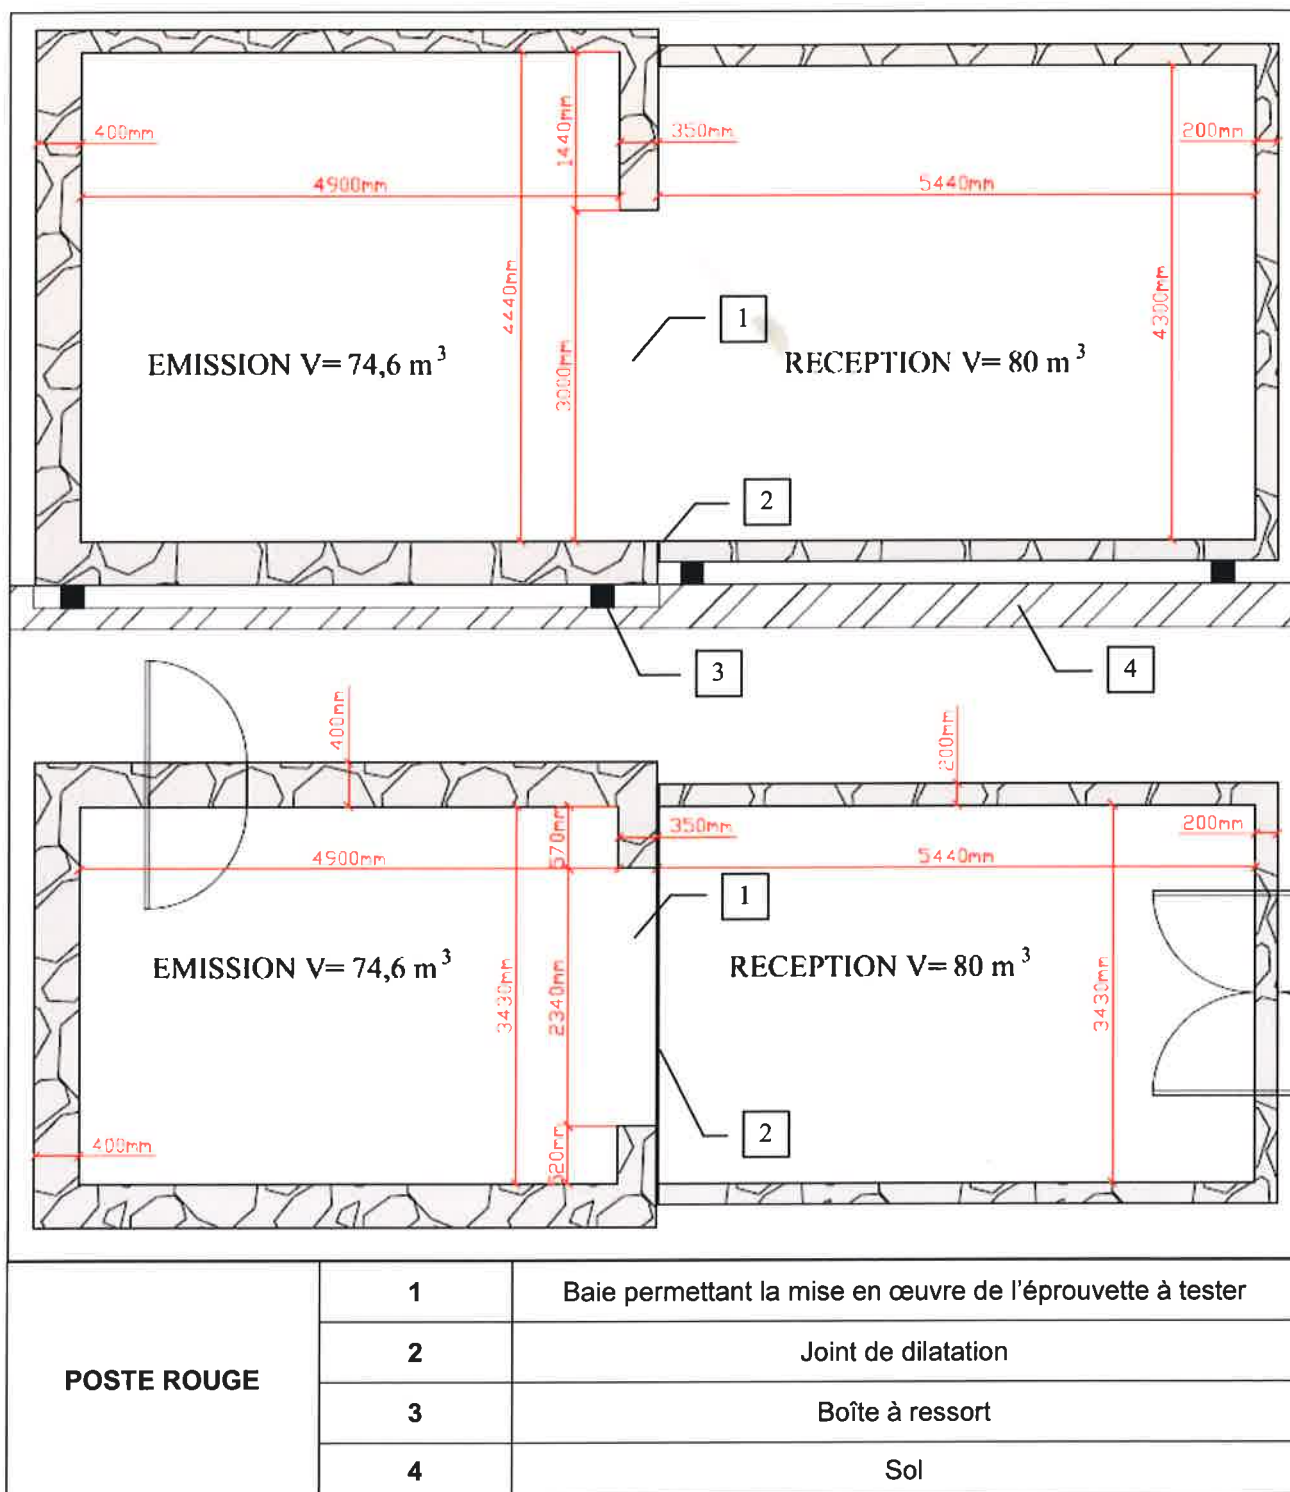 400mm
1440mm
350mm
200mm
4900mm
5440mm
4440mm
4300mm
1
EMISSION V= 74,6 m³
3000mm
RECEPTION V= 80 m³
2
3
4
400mm
200mm
670mm
350mm
200mm
4900mm
5440mm
1
EMISSION V= 74,6 m³
RECEPTION V= 80 m³
3430mm
2340mm
3430mm
2
400mm
520mm
POSTE ROUGE
1 Baie permettant la mise en œuvre de l'éprouvette à tester
2 Joint de dilatation
3 Boîte à ressort
4 Sol